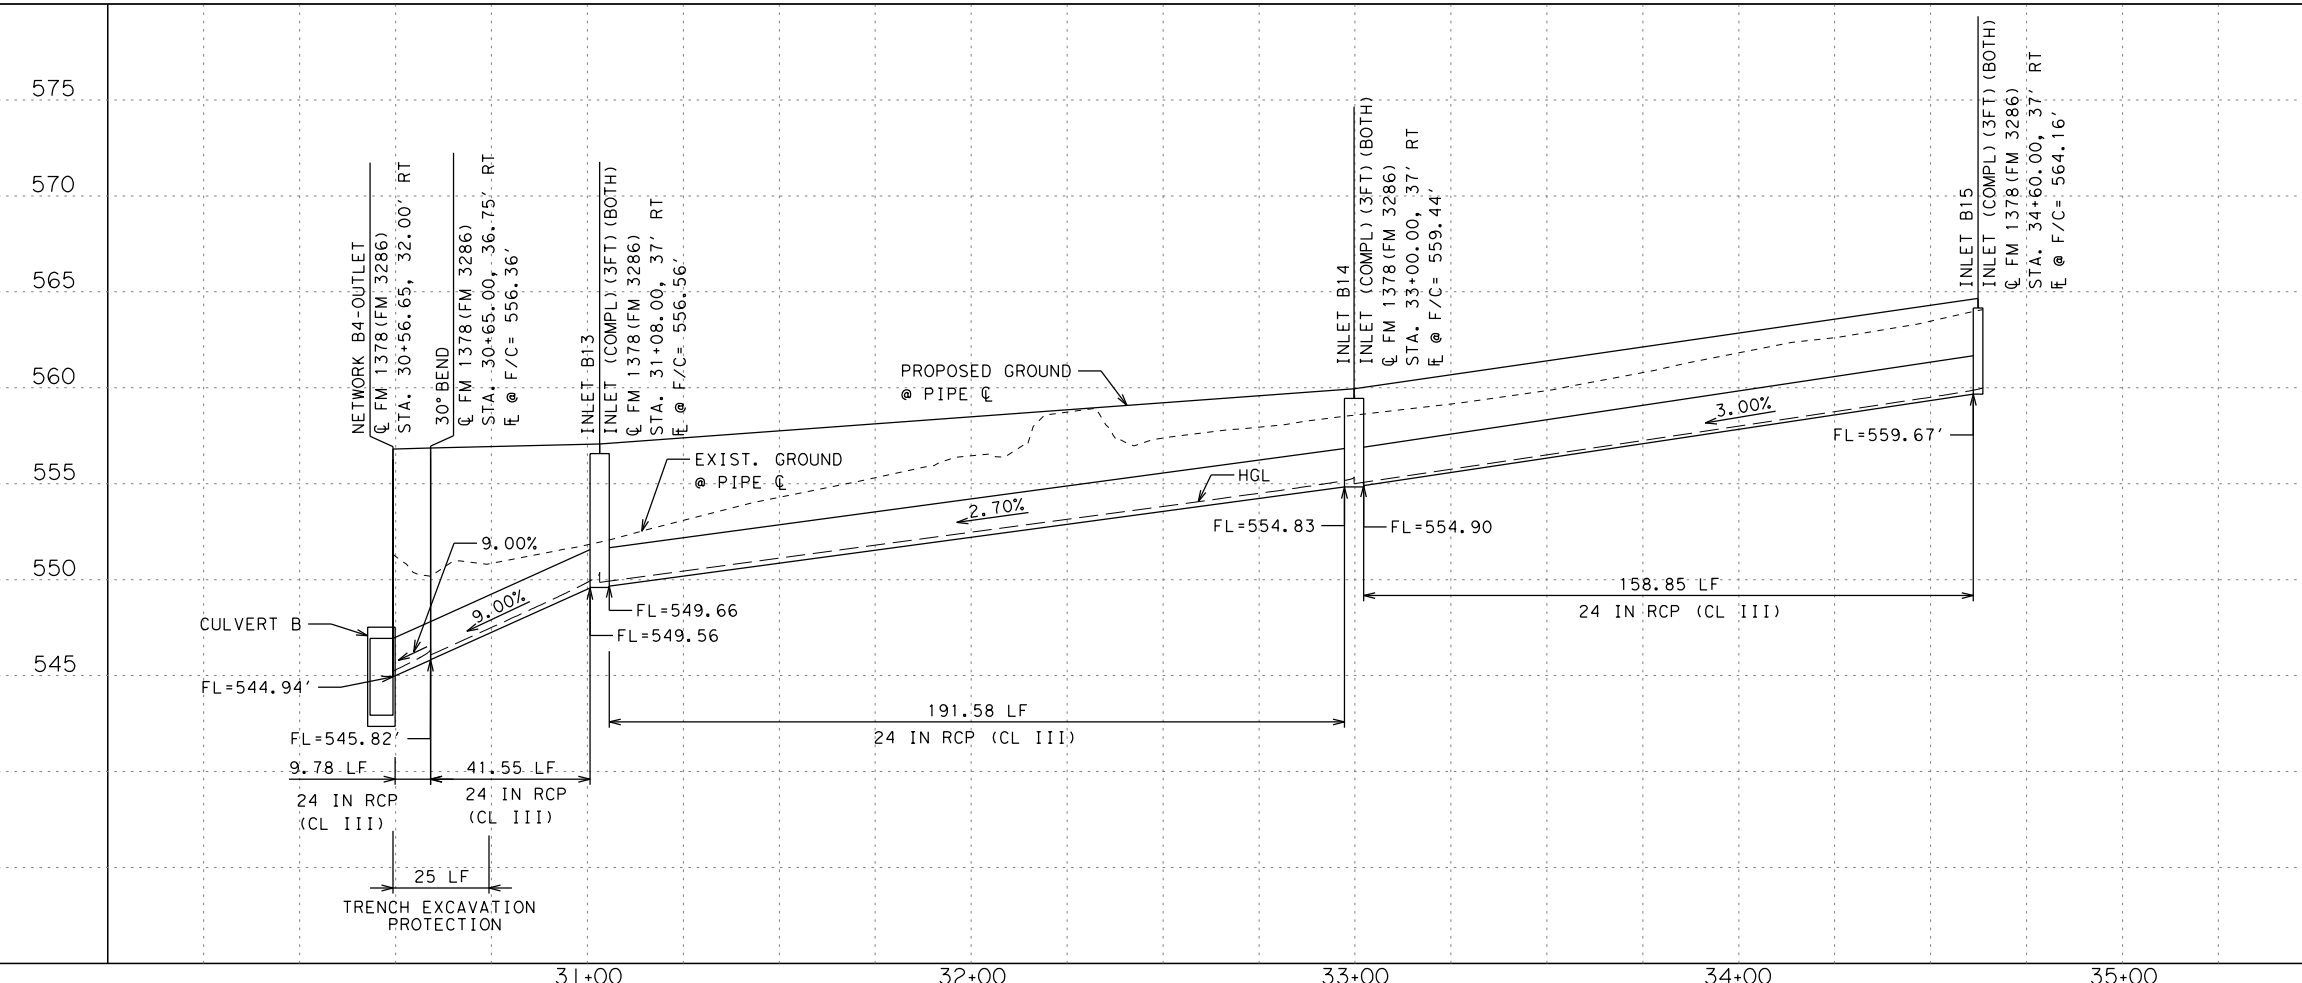 575
570
565
560
555
550
545
NETWORK B4-OUTLET
℄ FM 1378(FM 3286)
STA. 30+56.65, 32.00' RT
30° BEND
℄ FM 1378(FM 3286)
STA. 30+65.00, 36.75' RT
FL @ F/C= 556.36'
INLET B13
INLET (COMPL)(3FT)(BOTH)
℄ FM 1378(FM 3286)
STA. 31+08.00, 37' RT
FL @ F/C= 556.56'
INLET B14
INLET (COMPL)(3FT)(BOTH)
℄ FM 1378(FM 3286)
STA. 33+00.00, 37' RT
FL @ F/C= 559.44'
INLET B15
INLET (COMPL)(3FT)(BOTH)
℄ FM 1378(FM 3286)
STA. 34+60.00, 37' RT
FL @ F/C= 564.16'
PROPOSED GROUND
@ PIPE ℄
EXIST. GROUND
@ PIPE ℄
HGL
3.00%
2.70%
9.00%
9.00%
FL=559.67'
FL=554.83
FL=554.90
FL=549.66
FL=549.56
CULVERT B
FL=544.94'
FL=545.82'
158.85 LF
24 IN RCP (CL III)
191.58 LF
24 IN RCP (CL III)
9.78 LF
24 IN RCP
(CL III)
41.55 LF
24 IN RCP
(CL III)
25 LF
TRENCH EXCAVATION
PROTECTION
31+00
32+00
33+00
34+00
35+00